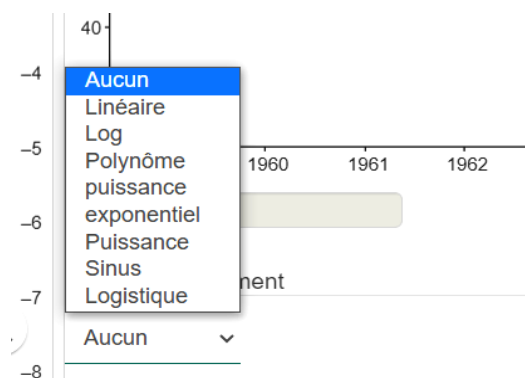 40
–4
Aucun
Linéaire
Log
–5
Polynôme
1960 1961 1962
puissance
exponentiel
–6
Puissance
Sinus
–7
Logistique
Aucun
–8